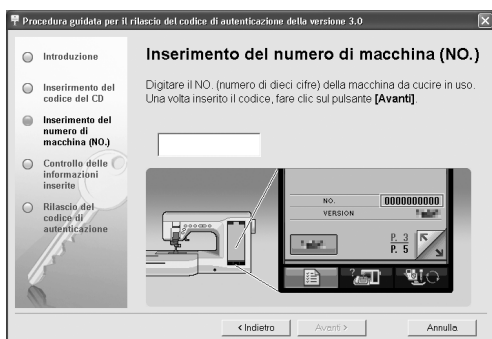 Procedura guidata per il rilascio del codice di autenticazione della versione 3.0
Introduzione
Inserirmento del
codice del CD
Inserimento del
numero di
macchina (NO.)
Controllo delle
informazioni
inserite
Rilascio del
codice di
autenticazione
Inserimento del numero di macchina (NO.)
Digitare il NO. (numero di dieci cifre) della macchina da cucire in uso.
Una volta inserito il codice, fare clic sul pulsante [Avanti].
NO. 0000000000
VERSION
P. 3
P. 5
< Indietro
Avanti >
Annulla